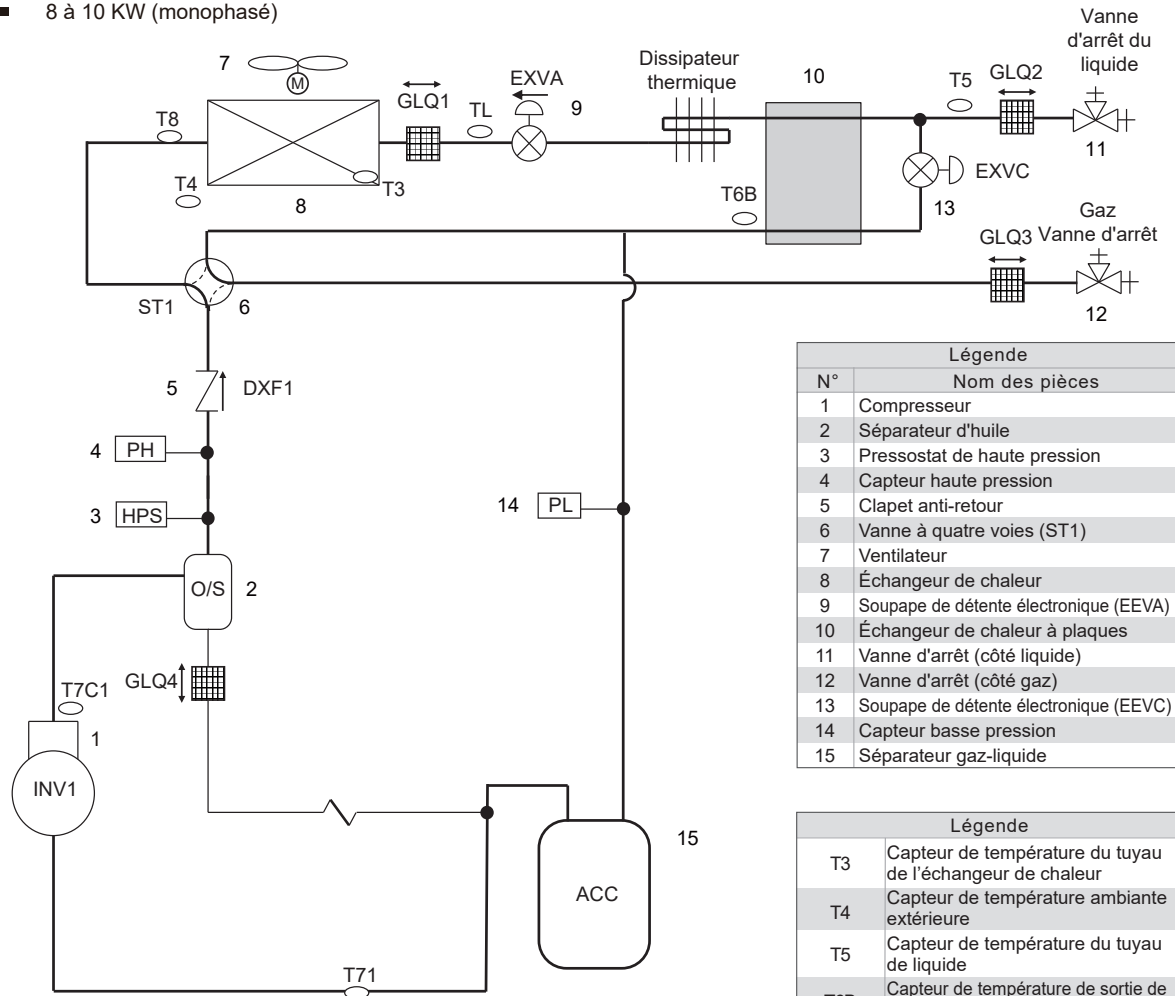 8 à 10 KW (monophasé)
Vanne
d'arrêt du
liquide
7
M
GLQ1
TL
EXVA
9
Dissipateur
thermique
10
T5
GLQ2
T8
T4
T3
8
11
EXVC
T6B
13
Gaz
GLQ3 Vanne d'arrêt
ST1
6
12
5
DXF1
4
PH
3
HPS
14
PL
O/S
2
GLQ4
T7C1
1
INV1
15
ACC
T71
Légende
N° Nom des pièces
1 Compresseur
2 Séparateur d'huile
3 Pressostat de haute pression
4 Capteur haute pression
5 Clapet anti-retour
6 Vanne à quatre voies (ST1)
7 Ventilateur
8 Échangeur de chaleur
9 Soupape de détente électronique (EEVA)
10 Échangeur de chaleur à plaques
11 Vanne d'arrêt (côté liquide)
12 Vanne d'arrêt (côté gaz)
13 Soupape de détente électronique (EEVC)
14 Capteur basse pression
15 Séparateur gaz-liquide
Légende
T3 Capteur de température du tuyau
de l'échangeur de chaleur
T4 Capteur de température ambiante
extérieure
T5 Capteur de température du tuyau
de liquide
Capteur de température de sortie de